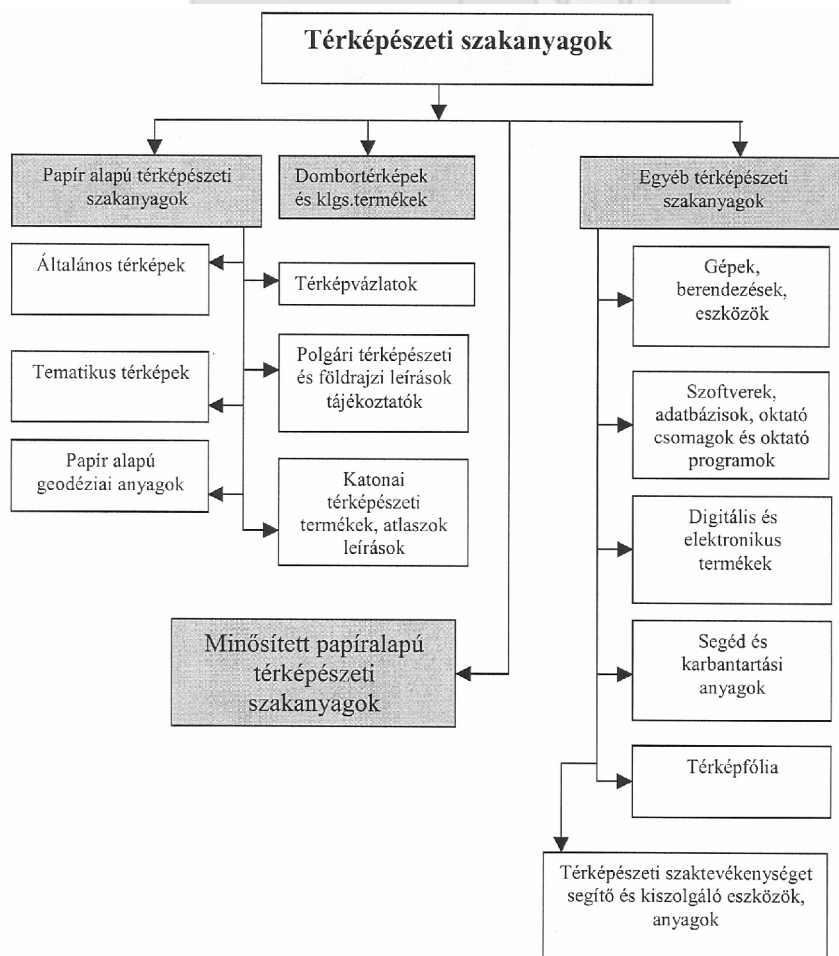 Térképészeti szakanyagok
Papír alapú térképészeti
szakanyagok
Dombortérképek
és klgs.termékek
Egyéb térképészeti
szakanyagok
Általános térképek
Térképvázlatok
Tematikus térképek
Polgári térképészeti
és földrajzi leírások
tájékoztatók
Papír alapú
geodéziai anyagok
Katonai
térképészeti
termékek, atlaszok
leírások
Minősített papíralapú
térképészeti
szakanyagok
Gépek,
berendezések,
eszközök
Szoftverek,
adatbázisok, oktató
csomagok és oktató
programok
Digitális és
elektronikus
termékek
Segéd és
karbantartási
anyagok
Térképfólia
Térképészeti szaktevékenységet
segítő és kiszolgáló eszközök,
anyagok